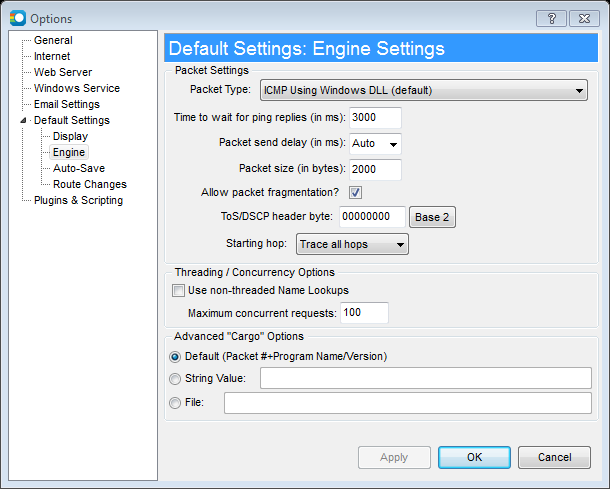 Options
General
Internet
Web Server
Windows Service
Email Settings
Default Settings
Display
Engine
Auto-Save
Route Changes
Plugins & Scripting
Default Settings: Engine Settings
Packet Settings
Packet Type: ICMP Using Windows DLL (default)
Time to wait for ping replies (in ms): 3000
Packet send delay (in ms): Auto
Packet size (in bytes): 2000
Allow packet fragmentation?
ToS/DSCP header byte: 00000000 Base 2
Starting hop: Trace all hops
Threading / Concurrency Options
Use non-threaded Name Lookups
Maximum concurrent requests: 100
Advanced "Cargo" Options
Default (Packet #+Program Name/Version)
String Value:
File:
Apply OK Cancel